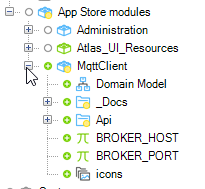 App Store modules
Administration
Atlas_UI_Resources
MqttClient
Domain Model
_Docs
Api
BROKER_HOST
BROKER_PORT
icons